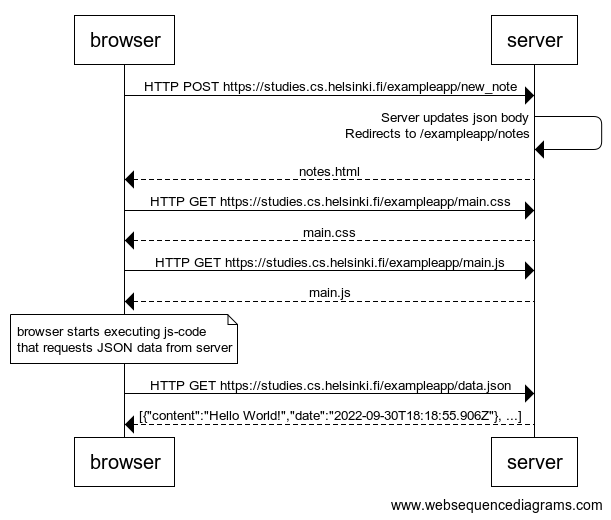 browser
server
HTTP POST https://studies.cs.helsinki.fi/exampleapp/new_note
Server updates json body
Redirects to /exampleapp/notes
notes.html
HTTP GET https://studies.cs.helsinki.fi/exampleapp/main.css
main.css
HTTP GET https://studies.cs.helsinki.fi/exampleapp/main.js
main.js
browser starts executing js-code
that requests JSON data from server
HTTP GET https://studies.cs.helsinki.fi/exampleapp/data.json
[{"content":"Hello World!","date":"2022-09-30T18:18:55.906Z"}, ...]
browser
server
www.websequencediagrams.com